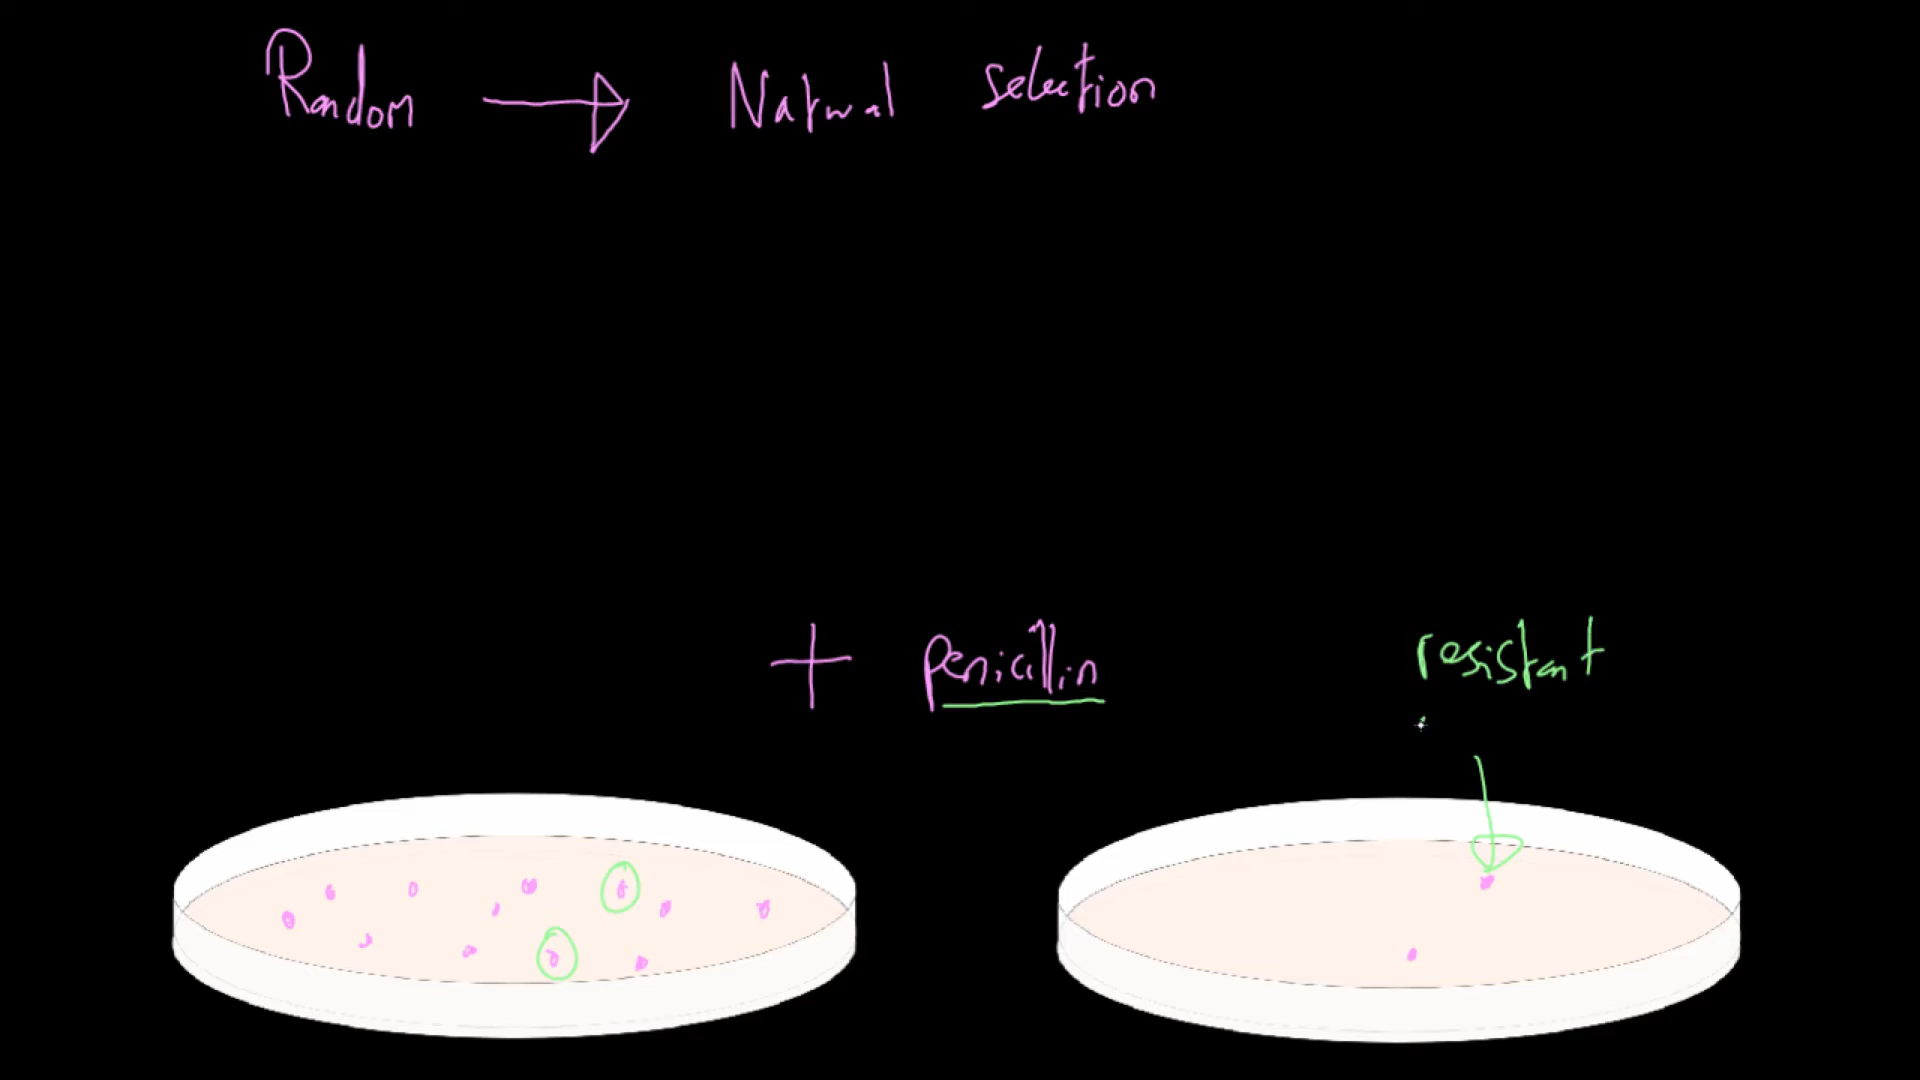 Random → Natural selection
+ penicillin
resistant